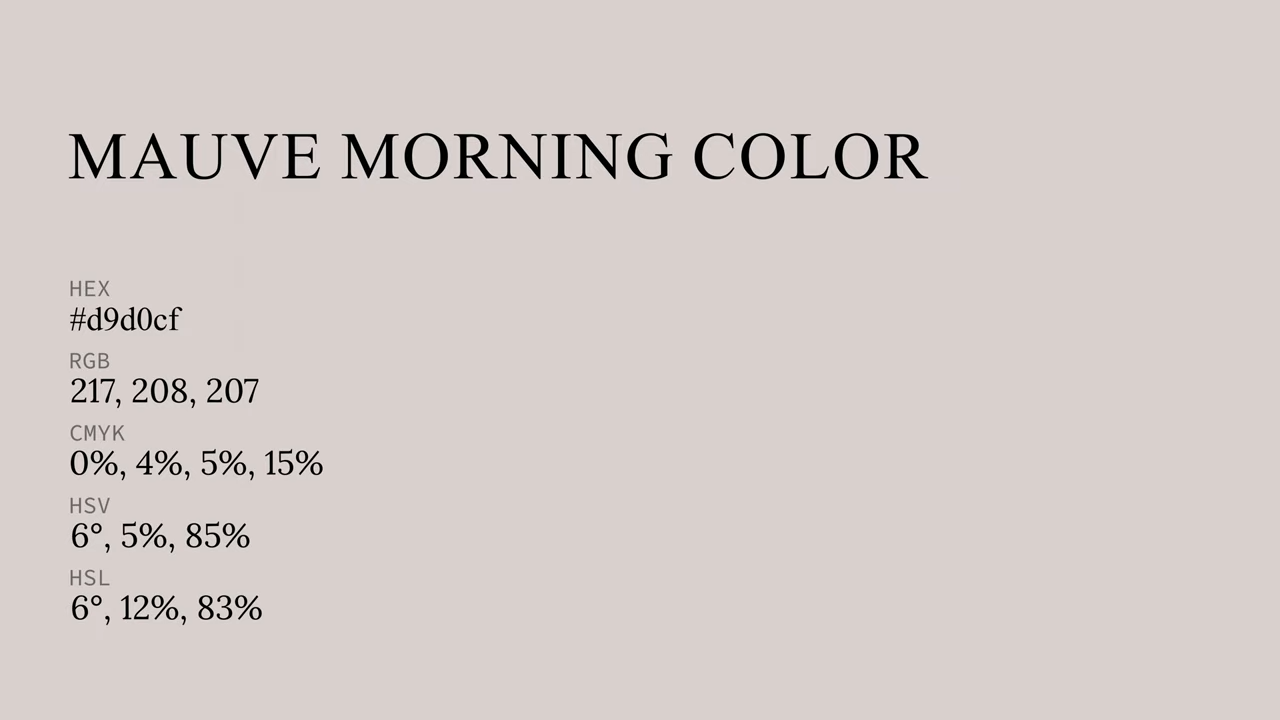 MAUVE MORNING COLOR
HEX
#d9d0cf
RGB
217, 208, 207
CMYK
0%, 4%, 5%, 15%
HSV
6°, 5%, 85%
HSL
6°, 12%, 83%